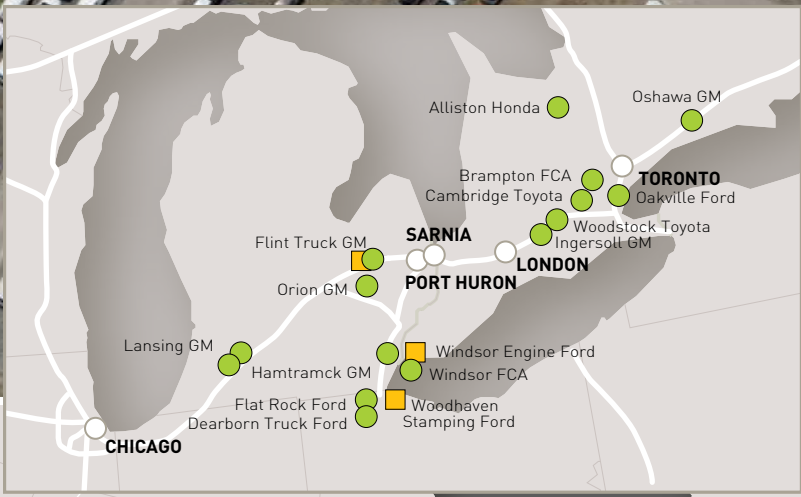 Oshawa GM
Alliston Honda
Brampton FCA
TORONTO
Cambridge Toyota
Oakville Ford
Woodstock Toyota
SARNIA
Flint Truck GM
Ingersoll GM
LONDON
PORT HURON
Orion GM
Lansing GM
Windsor Engine Ford
Hamtramck GM
Windsor FCA
Flat Rock Ford
Woodhaven
Stamping Ford
Dearborn Truck Ford
CHICAGO